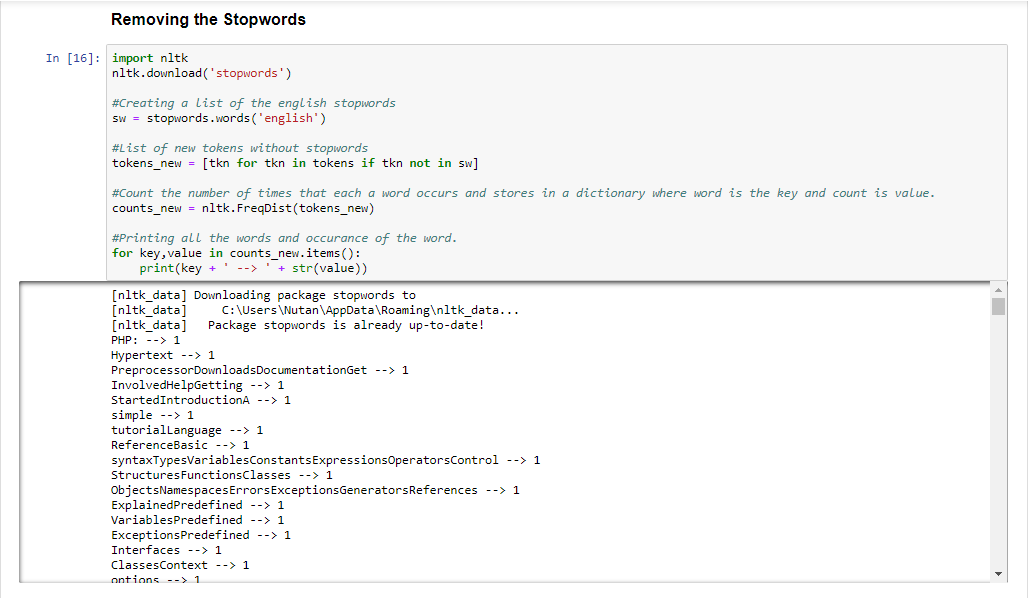 Removing the Stopwords
In [16]: import nltk
nltk.download('stopwords')
#Creating a list of the english stopwords
sw = stopwords.words('english')
#List of new tokens without stopwords
tokens_new = [tkn for tkn in tokens if tkn not in sw]
#Count the number of times that each a word occurs and stores in a dictionary where word is the key and count is value.
counts_new = nltk.FreqDist(tokens_new)
#Printing all the words and occurance of the word.
for key,value in counts_new.items():
    print(key + ' --> ' + str(value))
[nltk_data] Downloading package stopwords to
[nltk_data]     C:\Users\Nutan\AppData\Roaming\nltk_data...
[nltk_data]   Package stopwords is already up-to-date!
PHP: --> 1
Hypertext --> 1
PreprocessorDownloadsDocumentationGet --> 1
InvolvedHelpGetting --> 1
StartedIntroductionA --> 1
simple --> 1
tutorialLanguage --> 1
ReferenceBasic --> 1
syntaxTypesVariablesConstantsExpressionsOperatorsControl --> 1
StructuresFunctionsClasses --> 1
ObjectsNamespacesErrorsExceptionsGeneratorsReferences --> 1
ExplainedPredefined --> 1
VariablesPredefined --> 1
ExceptionsPredefined --> 1
Interfaces --> 1
ClassesContext --> 1
options --> 1